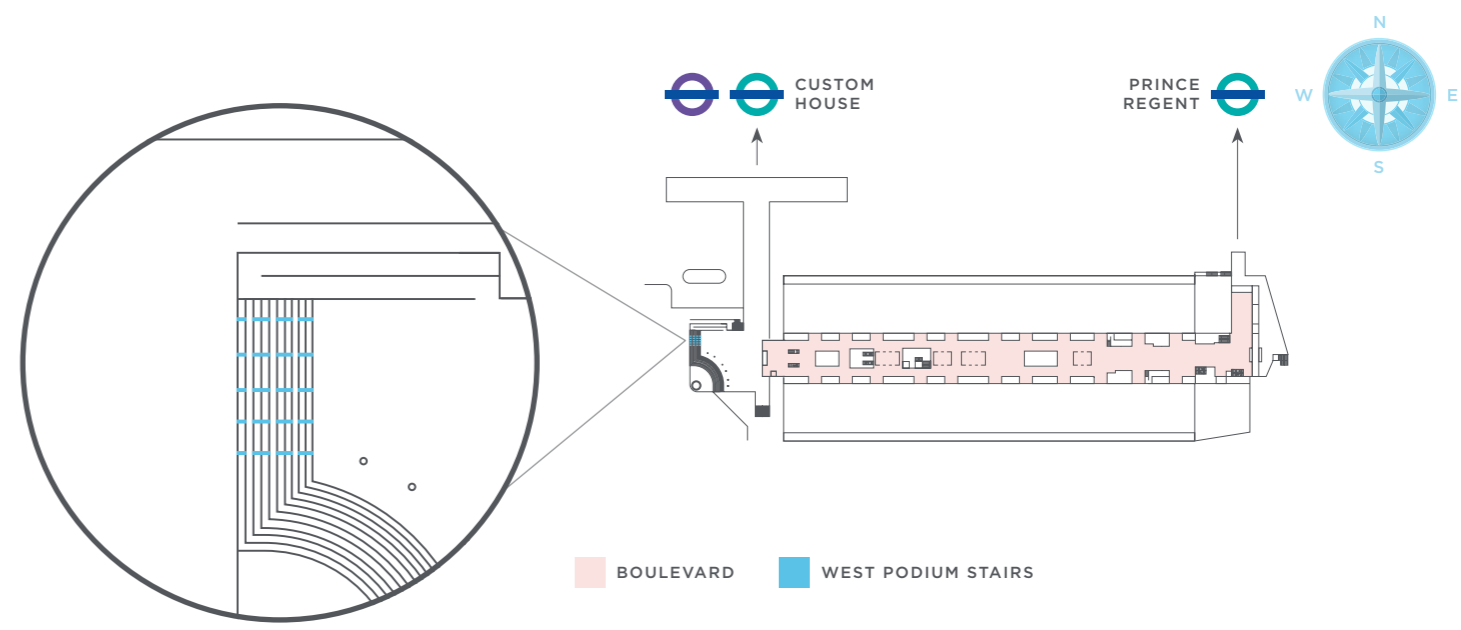 N
CUSTOM
HOUSE
PRINCE
REGENT
W
E
S
BOULEVARD
WEST PODIUM STAIRS